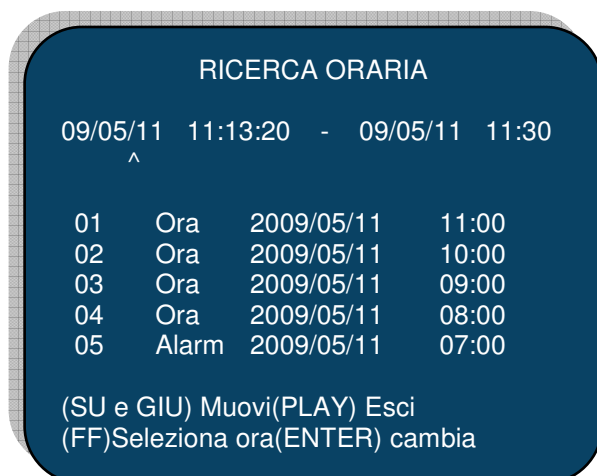 RICERCA ORARIA
09/05/11 11:13:20 - 09/05/11 11:30
^
01 Ora 2009/05/11 11:00
02 Ora 2009/05/11 10:00
03 Ora 2009/05/11 09:00
04 Ora 2009/05/11 08:00
05 Alarm 2009/05/11 07:00
(SU e GIU) Muovi(PLAY) Esci
(FF)Seleziona ora(ENTER) cambia